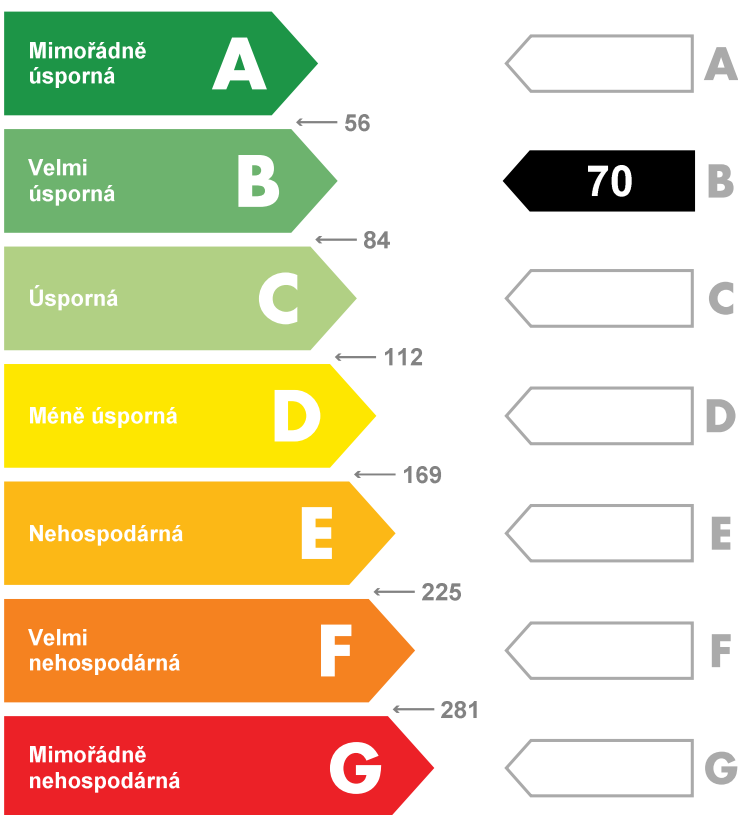 Mimořádně
úsporná
A
A
← 56
Velmi
úsporná
B
70
B
← 84
Úsporná
C
C
← 112
Méně úsporná
D
D
← 169
Nehospodárná
E
E
← 225
Velmi
nehospodárná
F
F
← 281
Mimořádně
nehospodárná
G
G